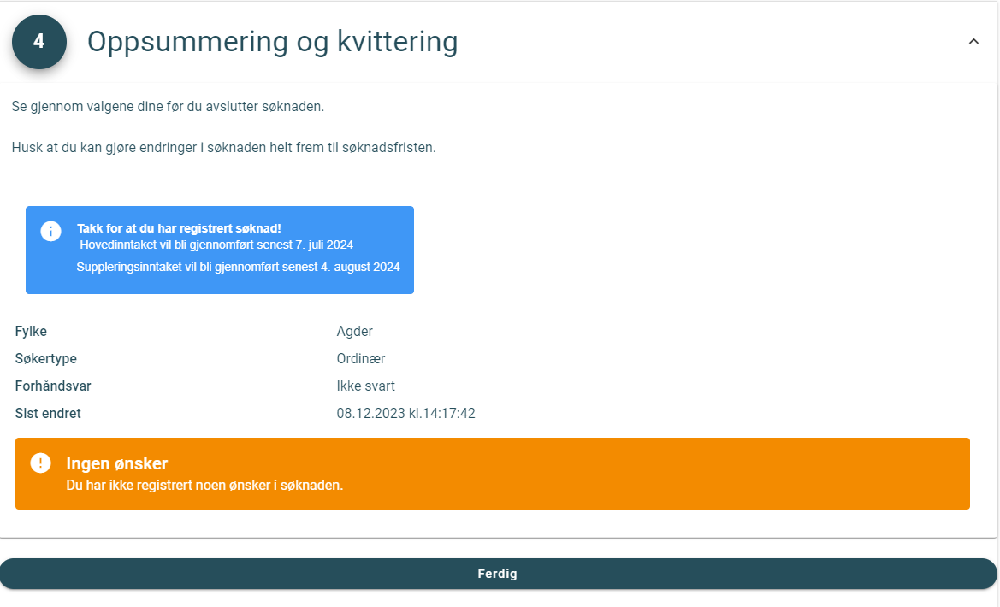 4
Oppsummering og kvittering
Se gjennom valgene dine før du avslutter søknaden.
Husk at du kan gjøre endringer i søknaden helt frem til søknadsfristen.
Takk for at du har registrert søknad!
Hovedinntaket vil bli gjennomført senest 7. juli 2024
Suppleringsinntaket vil bli gjennomført senest 4. august 2024
Fylke Agder
Søkertype Ordinær
Forhåndsvar Ikke svart
Sist endret 08.12.2023 kl.14:17:42
Ingen ønsker
Du har ikke registrert noen ønsker i søknaden.
Ferdig